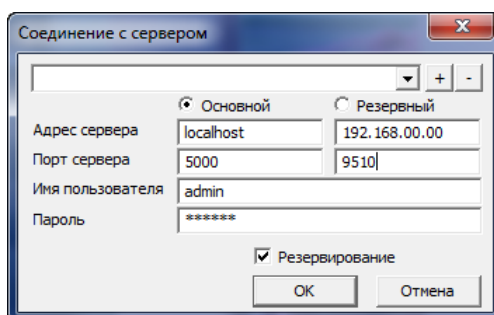 Соединение с сервером
+ -
Основной Резервный
Адрес сервера localhost 192.168.00.00
Порт сервера 5000 9510
Имя пользователя admin
Пароль ******
Резервирование
OK Отмена